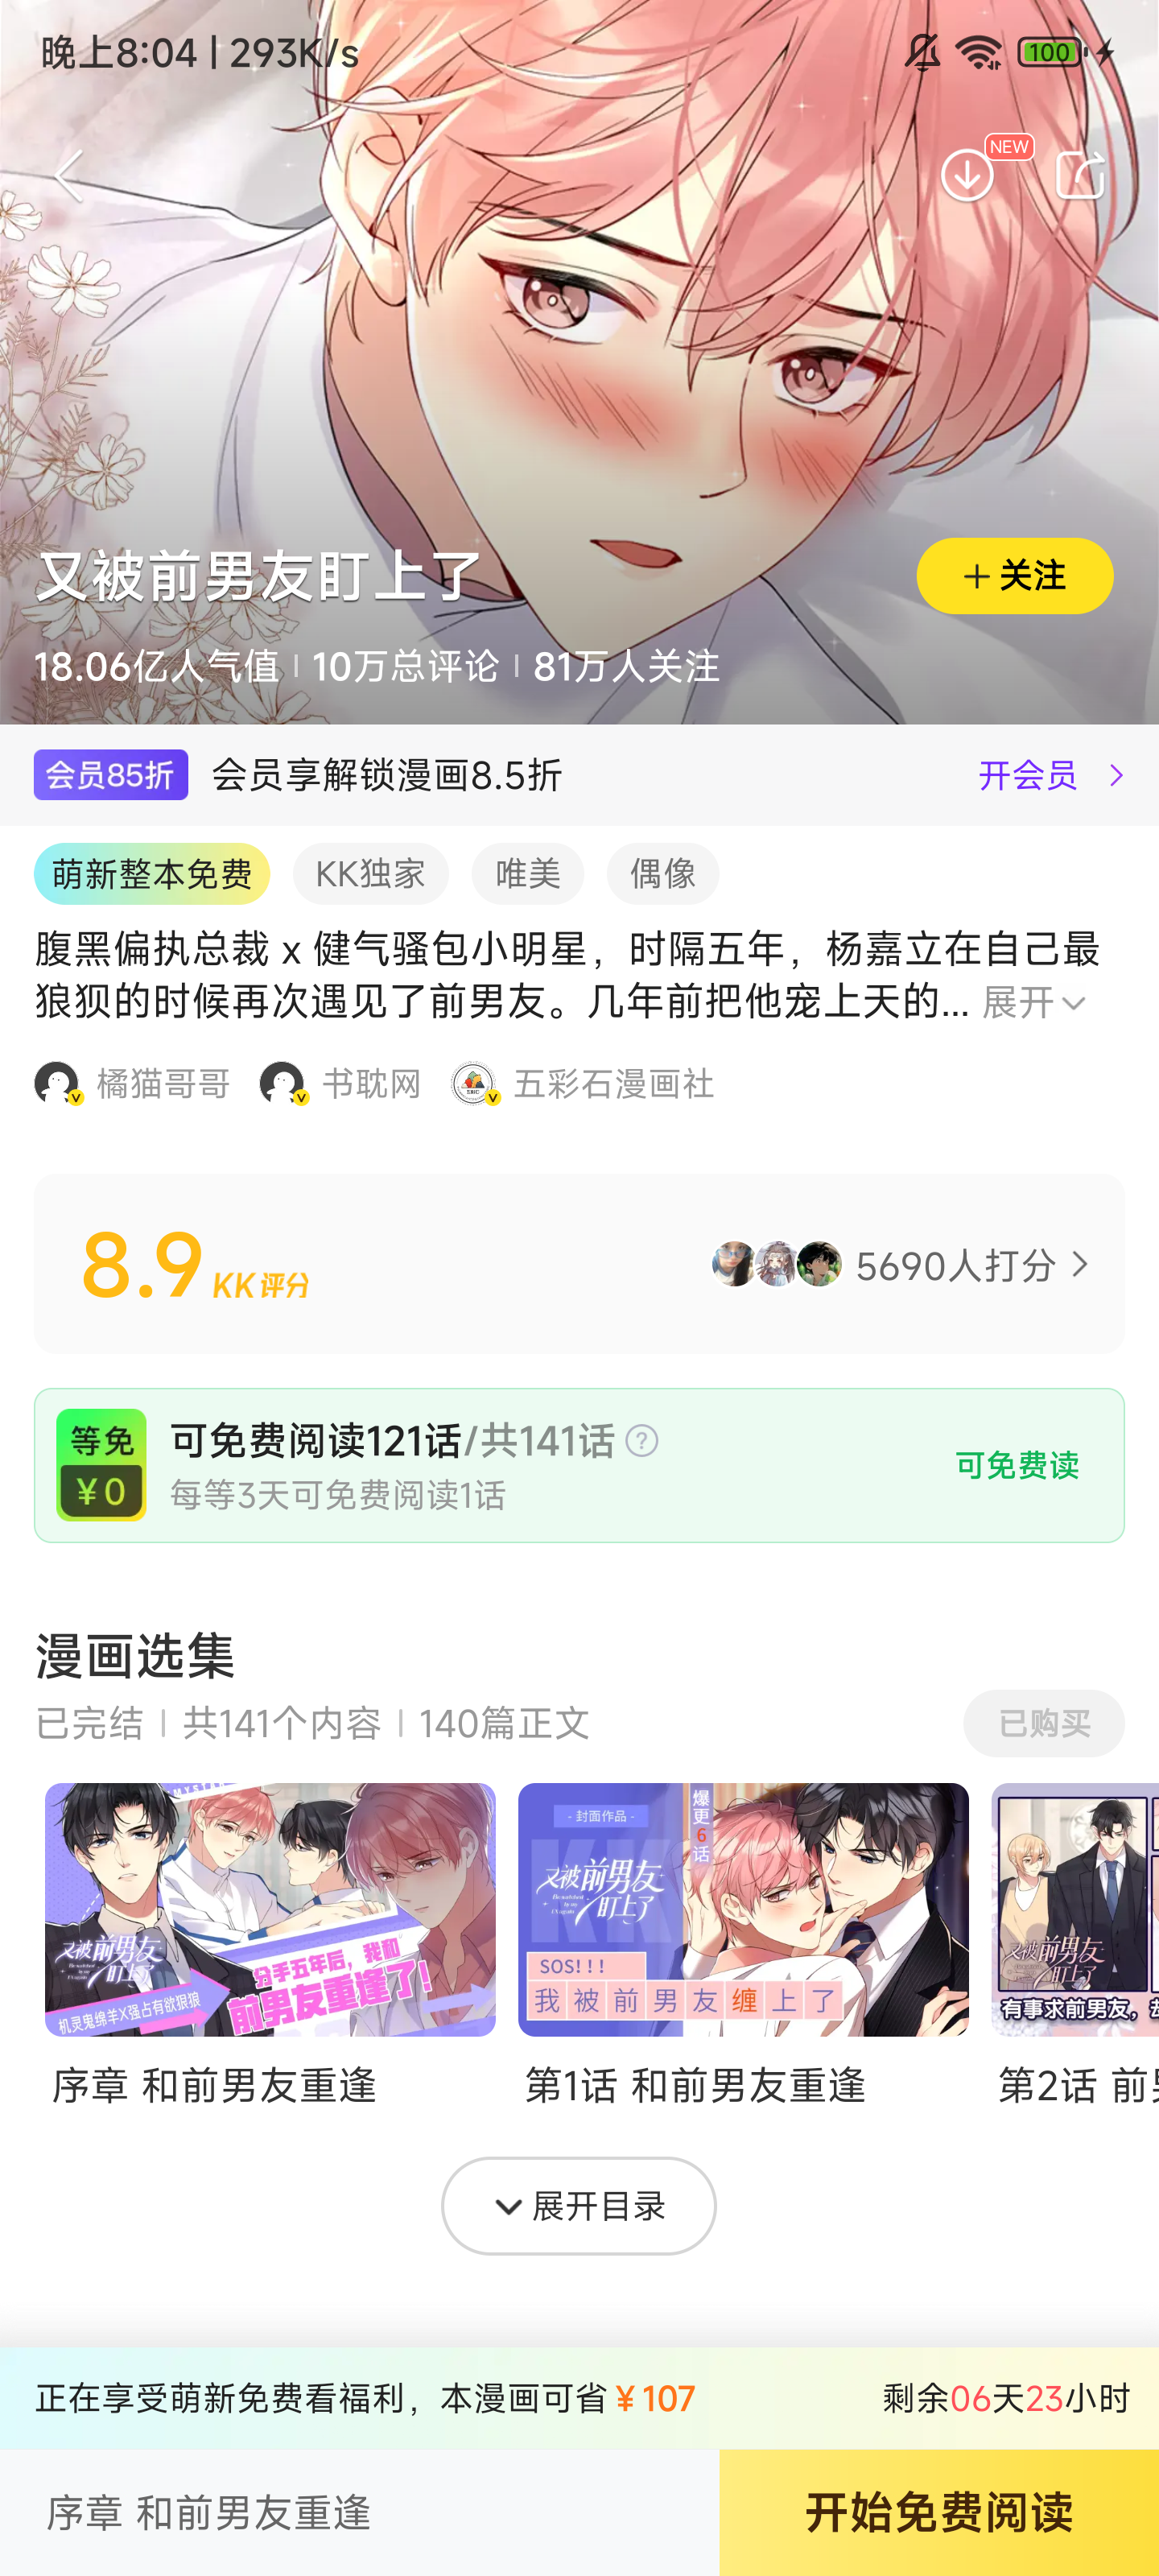 晚上8:04 | 293K/s
100
NEW
又被前男友盯上了
+关注
18.06亿人气值 | 10万总评论 | 81万人关注
会员85折 会员享解锁漫画8.5折 开会员
萌新整本免费 KK独家 唯美 偶像
腹黑偏执总裁 x 健气骚包小明星，时隔五年，杨嘉立在自己最
狼狈的时候再次遇见了前男友。几年前把他宠上天的... 展开
橘猫哥哥 书耽网 五彩石漫画社
8.9 KK评分 5690人打分
等免 ¥0
可免费阅读121话/共141话 ?
每等3天可免费阅读1话
可免费读
漫画选集
已完结 | 共141个内容 | 140篇正文 已购买
又被前男友盯上了
机灵鬼绵羊X强占有欲狠狼
分手五年后，我和
前男友重逢了！
- 封面作品 -
爆更6话
又被前男友盯上了
SOS!!!
我被前男友缠上了
又被前男友盯上了
有事求前男友，
序章 和前男友重逢 第1话 和前男友重逢 第2话 前
展开目录
正在享受萌新免费看福利，本漫画可省¥107 剩余06天23小时
序章 和前男友重逢 开始免费阅读